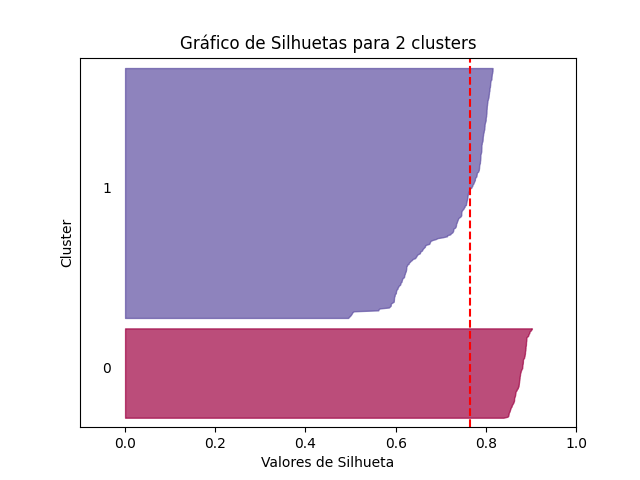 Gráfico de Silhuetas para 2 clusters
Cluster
1
0
0.0 0.2 0.4 0.6 0.8 1.0
Valores de Silhueta